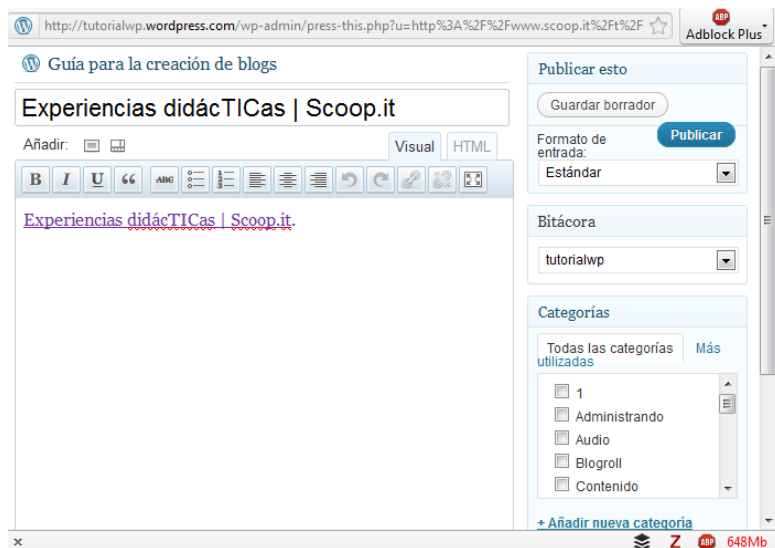 http://tutorialwp.wordpress.com/wp-admin/press-this.php?u=http%3A%2F%2Fwww.scoop.it%2Ft%2F
ABP
Adblock Plus
Guía para la creación de blogs
Experiencias didácTICas | Scoop.it
Añadir:
Visual HTML
B I U “ ABC
Experiencias didácTICas | Scoop.it.
Publicar esto
Guardar borrador
Formato de entrada:
Publicar
Estándar
Bitácora
tutorialwp
Categorías
Todas las categorías Más
utilizadas
1
Administrando
Audio
Blogroll
Contenido
+ Añadir nueva categoría
x Z ABP 648Mb